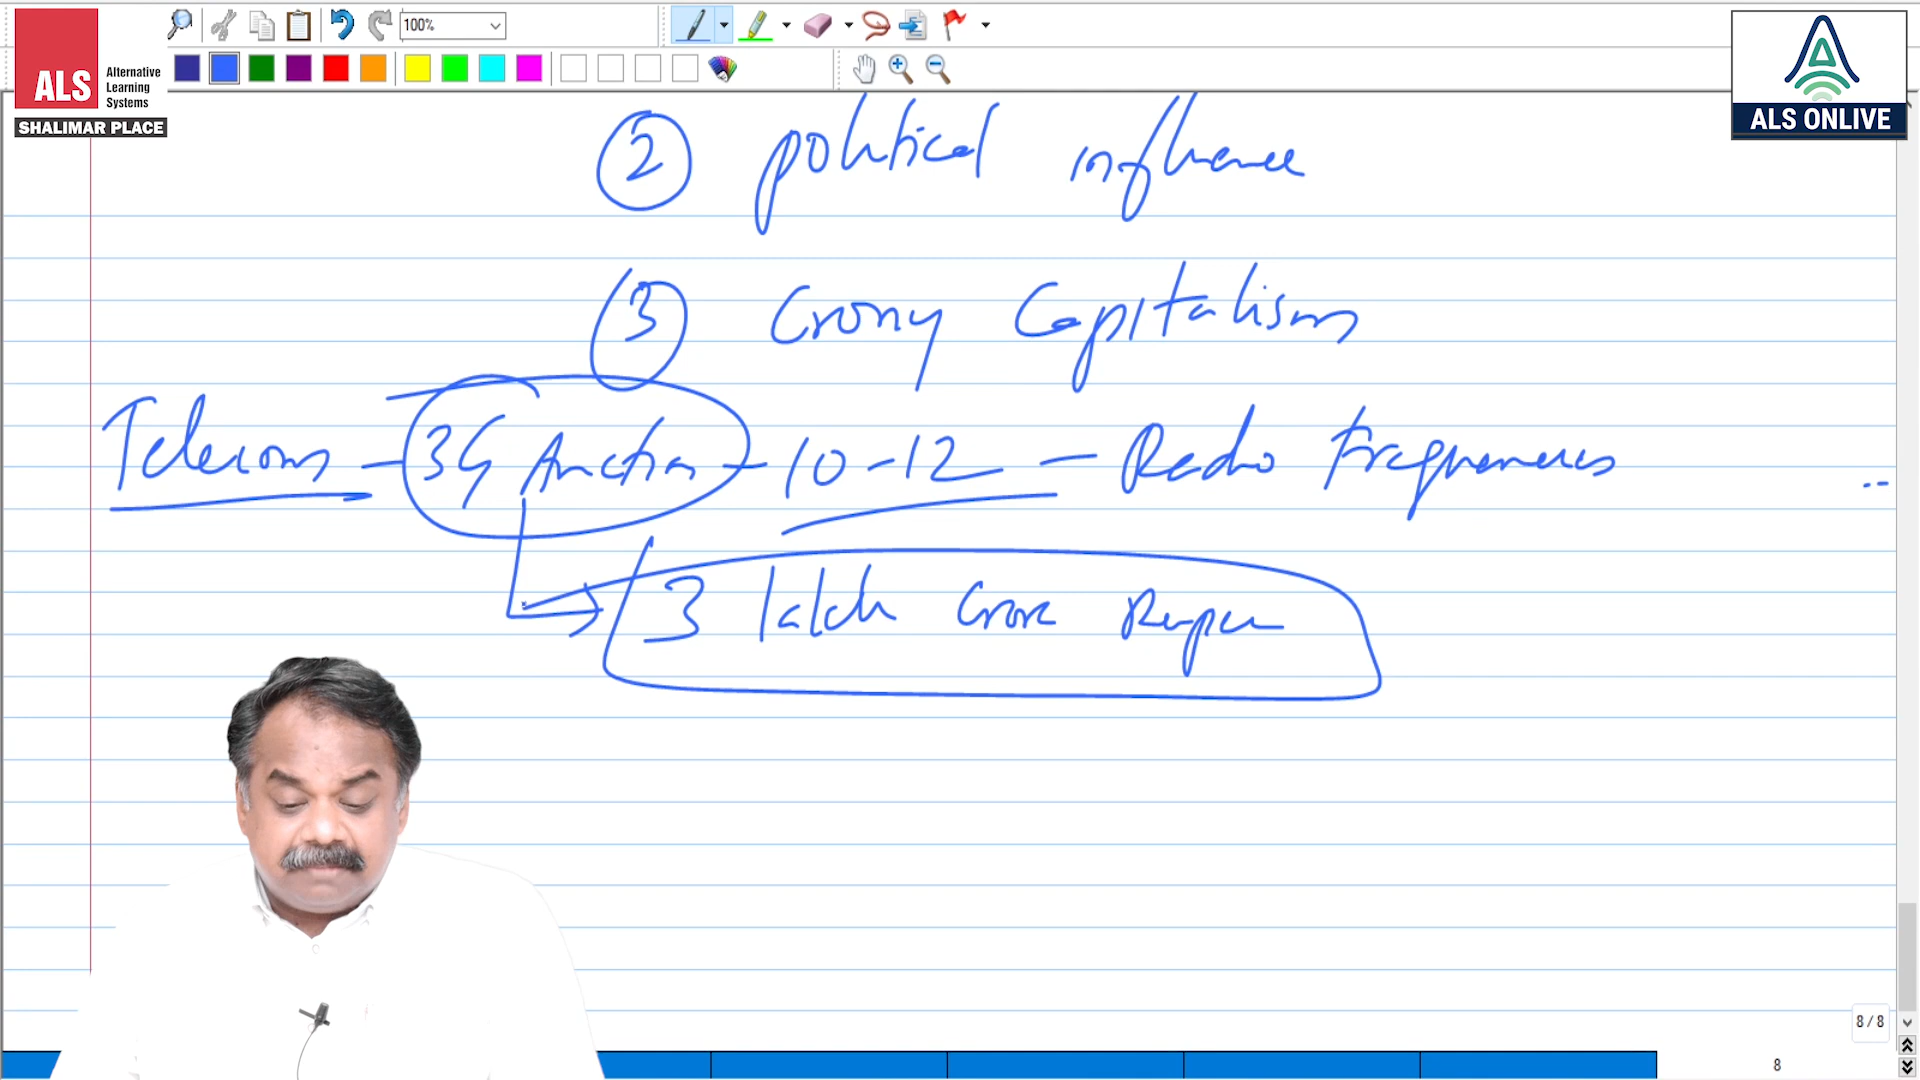 100%
ALS
Alternative
Learning
Systems
SHALIMAR PLACE
ALS ONLIVE
2 political influence
3 Crony Capitalism
Telecom - 3G Auction - 10-12 - Radio Frequencies
3 lakh Crore Rupee
8/8
8